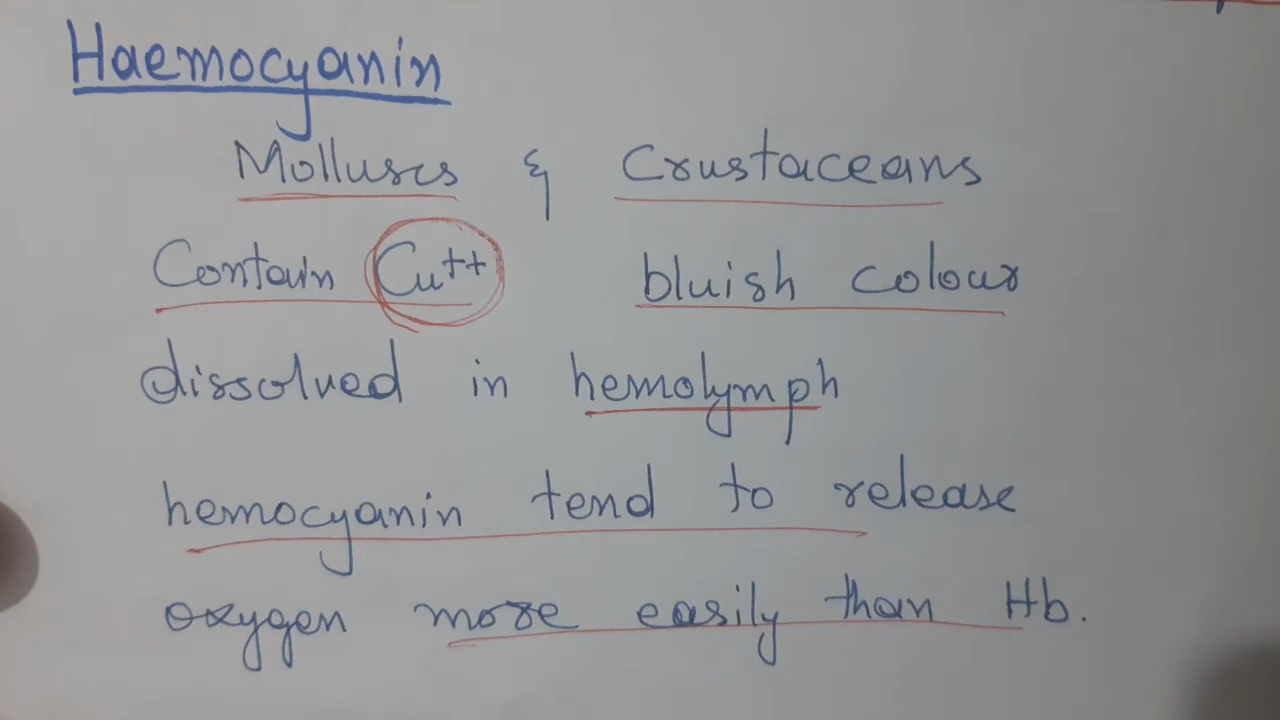 Haemocyanin
Molluscs & Crustaceans
Contain Cu++ bluish colour
dissolved in hemolymph
hemocyanin tend to release
oxygen more easily than Hb.